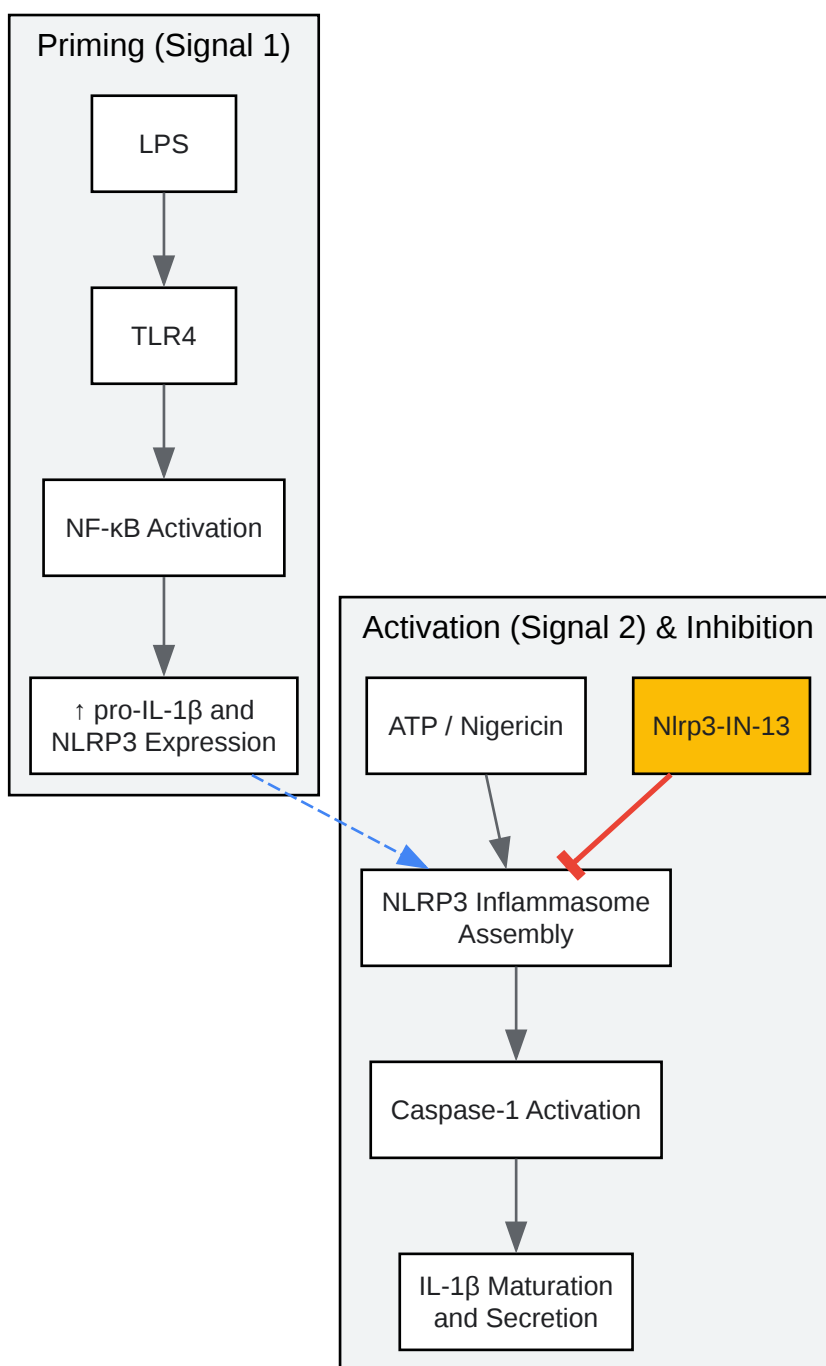 Priming (Signal 1)
LPS
TLR4
NF-κB Activation
↑ pro-IL-1β and
NLRP3 Expression
Activation (Signal 2) & Inhibition
ATP / Nigericin
Nlrp3-IN-13
NLRP3 Inflammasome
Assembly
Caspase-1 Activation
IL-1β Maturation
and Secretion